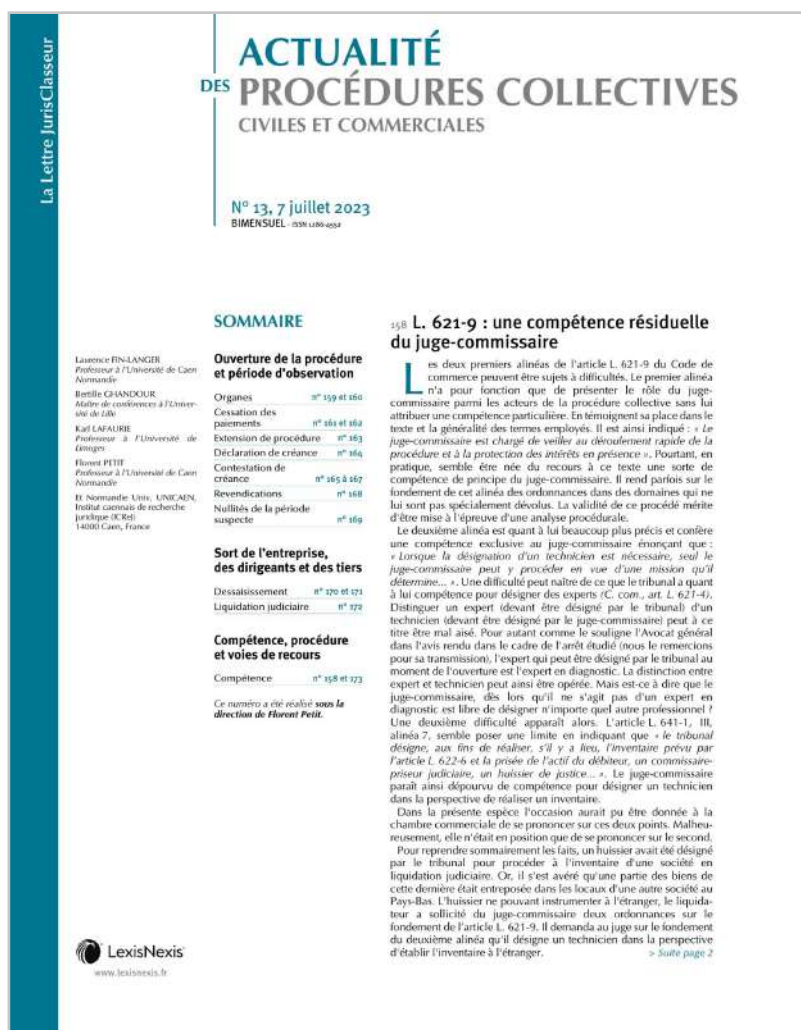 La Lettre JurisClasseur
ACTUALITÉ
DES PROCÉDURES COLLECTIVES
CIVILES ET COMMERCIALES
N° 13, 7 juillet 2023
BIMENSUEL - ISSN 1286-4552
Laurence FIN-LANGER
Professeur à l'Université de Caen
Normandie
Bertille GHANDOUR
Maître de conférences à l'Univer-
sité de Lille
Karl LAFAURIE
Professeur à l'Université de
Limoges
Florent PETIT
Professeur à l'Université de Caen
Normandie
Et Normandie Univ, UNICAEN,
Institut caennais de recherche
juridique (ICRej)
14000 Caen, France
SOMMAIRE
Ouverture de la procédure
et période d'observation
Organes n° 159 et 160
Cessation des
paiements n° 161 et 162
Extension de procédure n° 163
Déclaration de créance n° 164
Contestation de
créance n° 165 à 167
Revendications n° 168
Nullités de la période
suspecte n° 169
Sort de l'entreprise,
des dirigeants et des tiers
Dessaisissement n° 170 et 171
Liquidation judiciaire n° 172
Compétence, procédure
et voies de recours
Compétence n° 158 et 173
Ce numéro a été réalisé sous la
direction de Florent Petit.
158 L. 621-9 : une compétence résiduelle
du juge-commissaire
Les deux premiers alinéas de l'article L. 621-9 du Code de
commerce peuvent être sujets à difficultés. Le premier alinéa
n'a pour fonction que de présenter le rôle du juge-
commissaire parmi les acteurs de la procédure collective sans lui
attribuer une compétence particulière. En témoignent sa place dans le
texte et la généralité des termes employés. Il est ainsi indiqué : « Le
juge-commissaire est chargé de veiller au déroulement rapide de la
procédure et à la protection des intérêts en présence ». Pourtant, en
pratique, semble être née du recours à ce texte une sorte de
compétence de principe du juge-commissaire. Il rend parfois sur le
fondement de cet alinéa des ordonnances dans des domaines qui ne
lui sont pas spécialement dévolus. La validité de ce procédé mérite
d'être mise à l'épreuve d'une analyse procédurale.
Le deuxième alinéa est quant à lui beaucoup plus précis et confère
une compétence exclusive au juge-commissaire énonçant que :
« Lorsque la désignation d'un technicien est nécessaire, seul le
juge-commissaire peut y procéder en vue d'une mission qu'il
détermine... ». Une difficulté peut naître de ce que le tribunal a quant
à lui compétence pour désigner des experts (C. com., art. L. 621-4).
Distinguer un expert (devant être désigné par le tribunal) d'un
technicien (devant être désigné par le juge-commissaire) peut à ce
titre être mal aisé. Pour autant comme le souligne l'Avocat général
dans l'avis rendu dans le cadre de l'arrêt étudié (nous le remercions
pour sa transmission), l'expert qui peut être désigné par le tribunal au
moment de l'ouverture est l'expert en diagnostic. La distinction entre
expert et technicien peut ainsi être opérée. Mais est-ce à dire que le
juge-commissaire, dès lors qu'il ne s'agit pas d'un expert en
diagnostic est libre de désigner n'importe quel autre professionnel ?
Une deuxième difficulté apparaît alors. L'article L. 641-1, III,
alinéa 7, semble poser une limite en indiquant que « le tribunal
désigne, aux fins de réaliser, s'il y a lieu, l'inventaire prévu par
l'article L. 622-6 et la prisée de l'actif du débiteur, un commissaire-
priseur judiciaire, un huissier de justice... ». Le juge-commissaire
paraît ainsi dépourvu de compétence pour désigner un technicien
dans la perspective de réaliser un inventaire.
Dans la présente espèce l'occasion aurait pu être donnée à la
chambre commerciale de se prononcer sur ces deux points. Malheu-
reusement, elle n'était en position que de se prononcer sur le second.
Pour reprendre sommairement les faits, un huissier avait été désigné
par le tribunal pour procéder à l'inventaire d'une société en
liquidation judiciaire. Or, il s'est avéré qu'une partie des biens de
cette dernière était entreposée dans les locaux d'une autre société au
Pays-Bas. L'huissier ne pouvant instrumenter à l'étranger, le liquida-
teur a sollicité du juge-commissaire deux ordonnances sur le
fondement de l'article L. 621-9. Il demanda au juge sur le fondement
du deuxième alinéa qu'il désigne un technicien dans la perspective
d'établir l'inventaire à l'étranger. > Suite page 2
LexisNexis
www.lexisnexis.fr